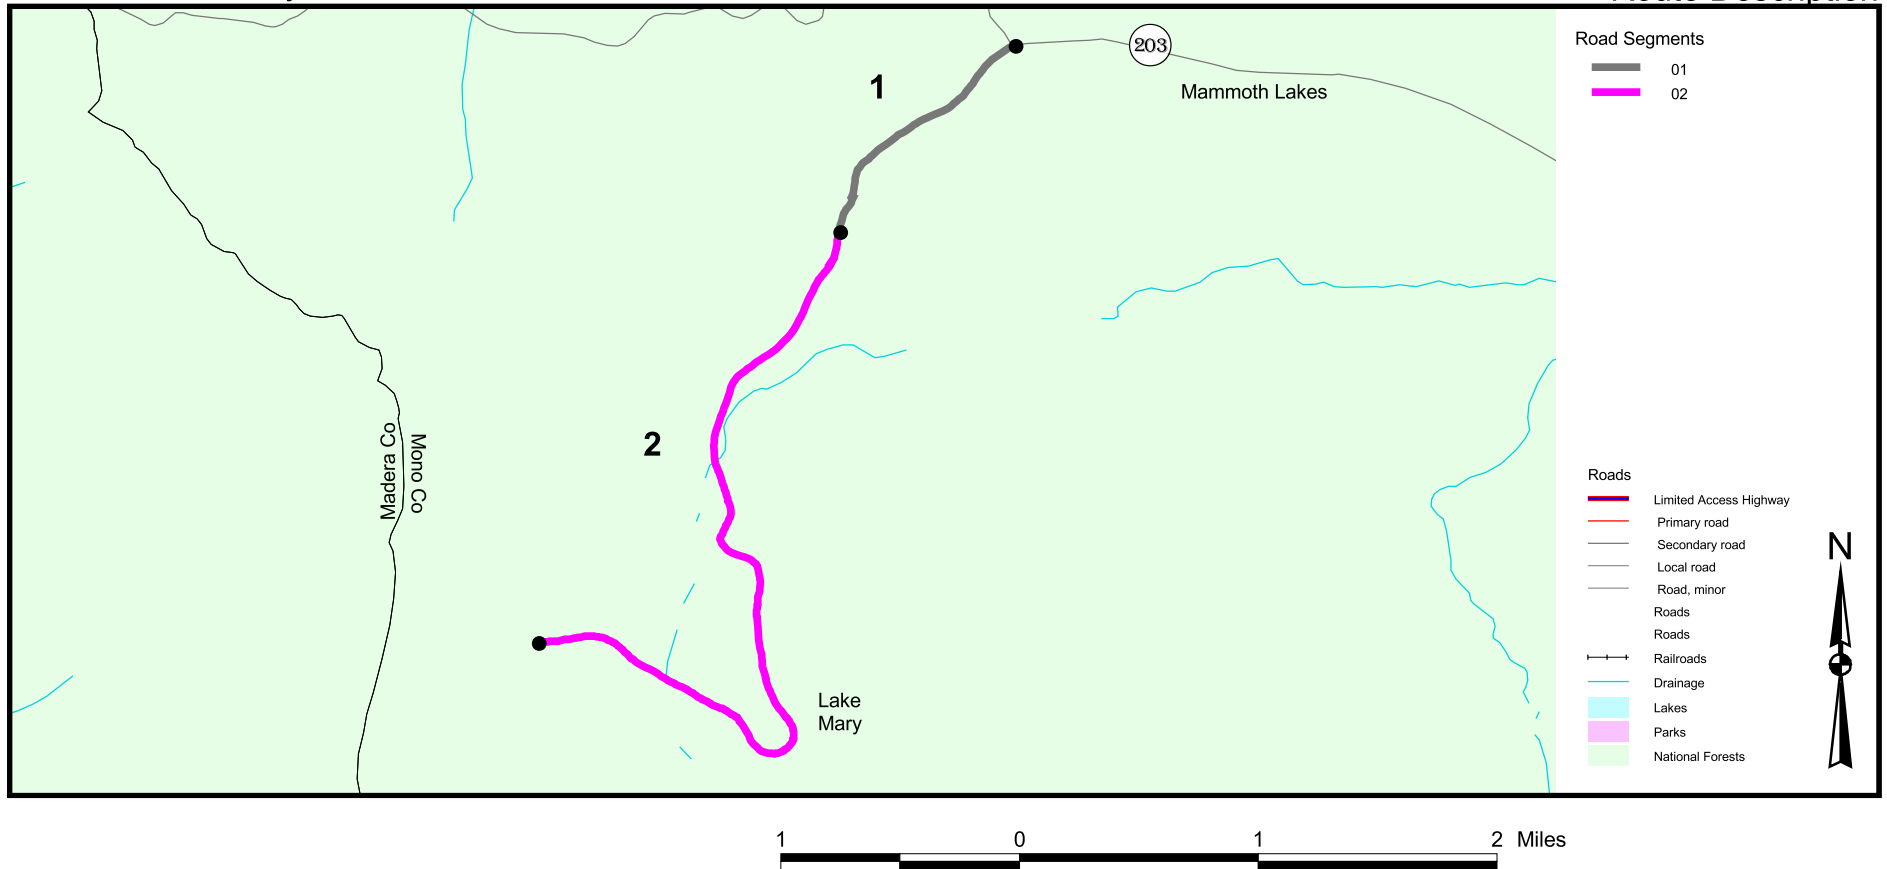 Route Description
Road Segments
01
02
1
203
Mammoth Lakes
2
Madera Co
Mono Co
Lake
Mary
Roads
Limited Access Highway
Primary road
Secondary road
Local road
Road, minor
Roads
Roads
Railroads
Drainage
Lakes
Parks
National Forests
N
1 0 1 2 Miles